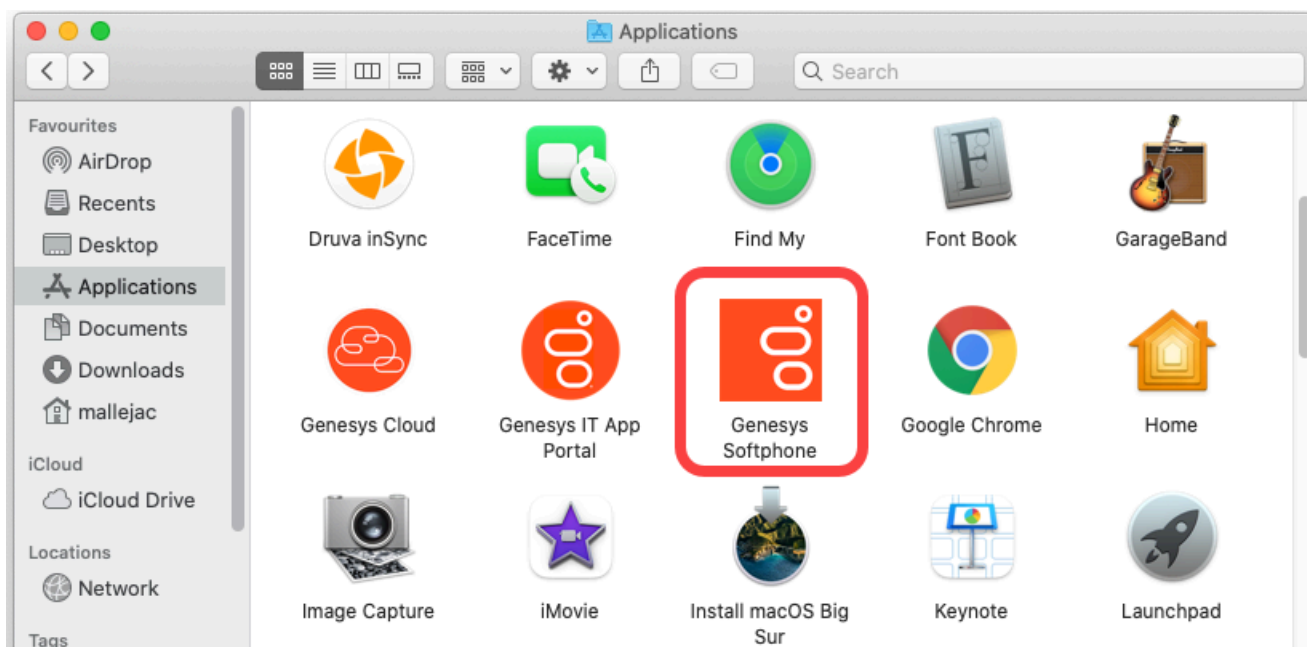 Applications
Search
Favourites
AirDrop
Recents
Desktop
Applications
Documents
Downloads
mallejac
iCloud
iCloud Drive
Locations
Network
Tags
Druva inSync
FaceTime
Find My
Font Book
GarageBand
Genesys Cloud
Genesys IT App
Portal
Genesys
Softphone
Google Chrome
Home
Image Capture
iMovie
Install macOS Big
Sur
Keynote
Launchpad